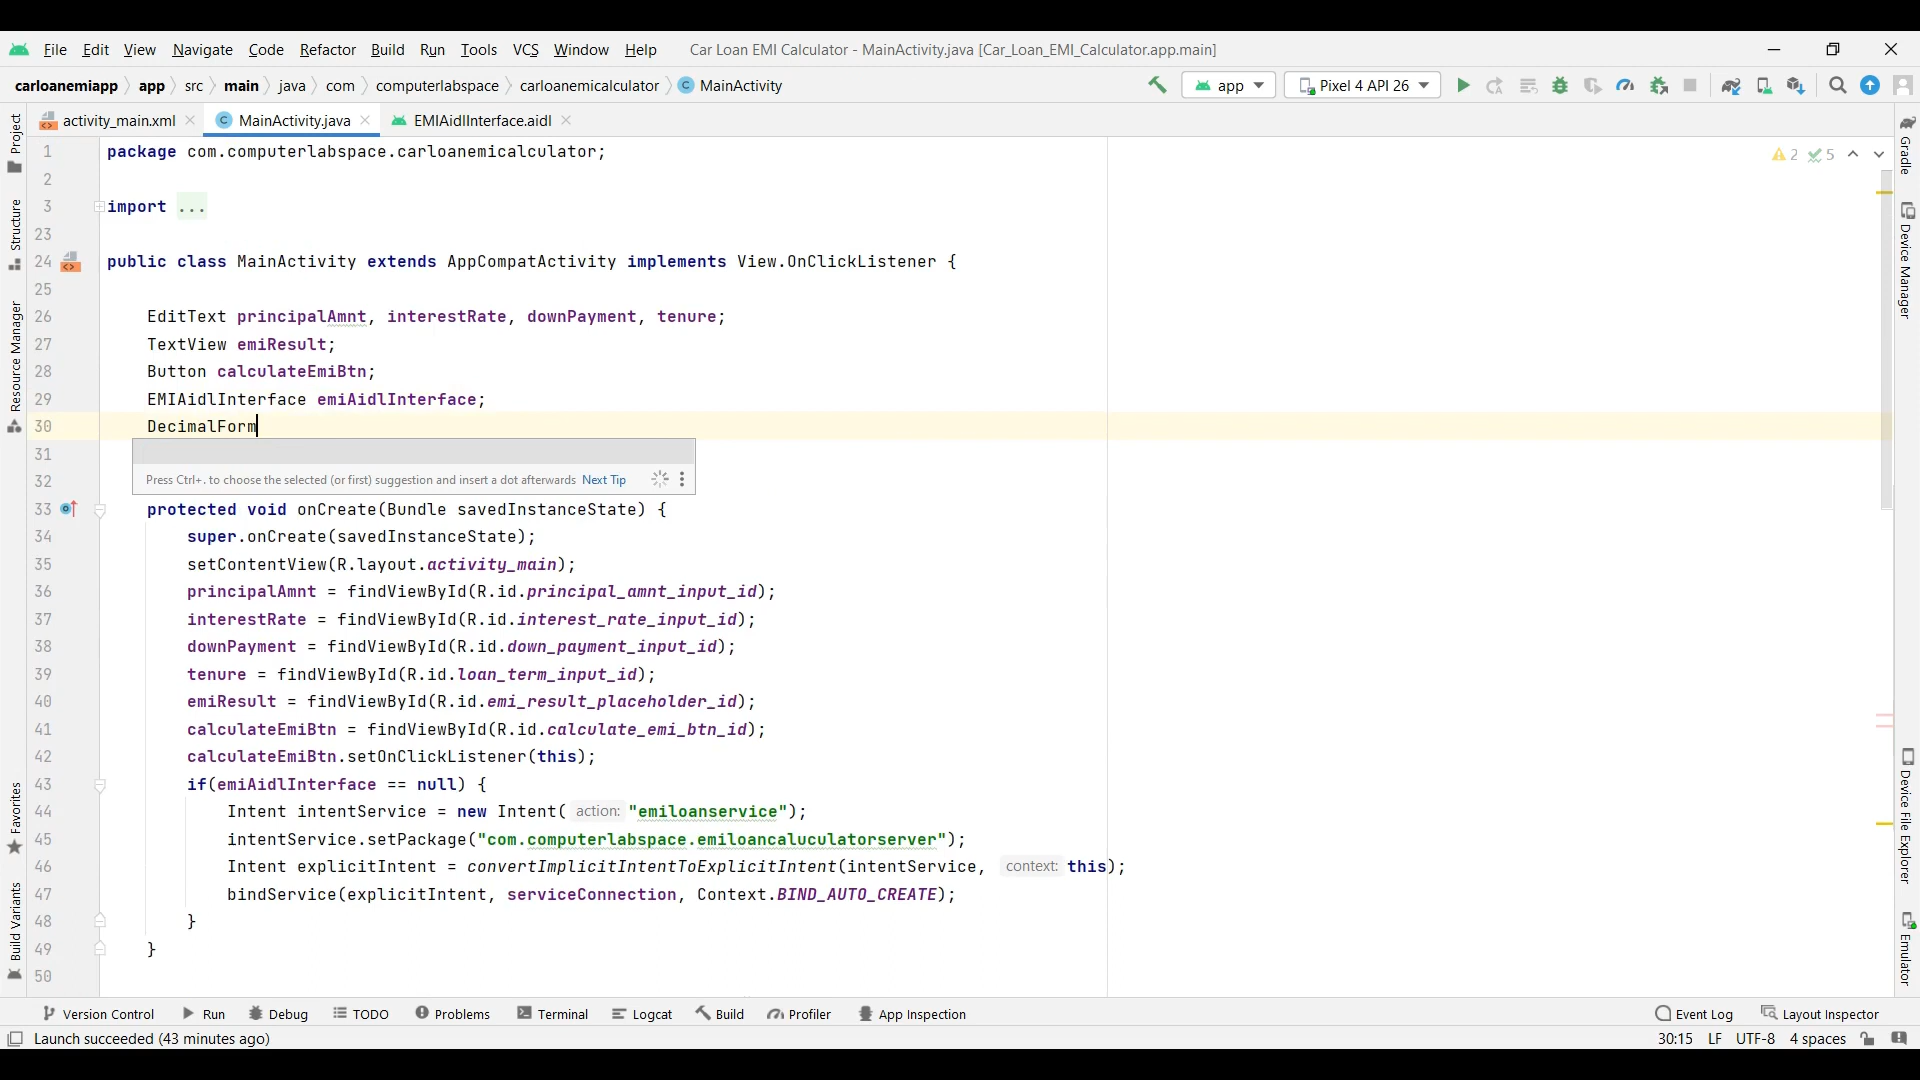 File Edit View Navigate Code Refactor Build Run Tools VCS Window Help Car Loan EMI Calculator - MainActivity.java [Car_Loan_EMI_Calculator.app.main]
carloanemiapp app src main java com computerlabspace carloanemicalculator C MainActivity app Pixel 4 API 26
activity_main.xml C MainActivity.java EMIAidlInterface.aidl
2 5
1 package com.computerlabspace.carloanemicalculator;
2
3 import ...
23
24 public class MainActivity extends AppCompatActivity implements View.OnClickListener {
25
26 EditText principalAmnt, interestRate, downPayment, tenure;
27 TextView emiResult;
28 Button calculateEmiBtn;
29 EMIAidlInterface emiAidlInterface;
30 DecimalForm
31
Press Ctrl+. to choose the selected (or first) suggestion and insert a dot afterwards Next Tip
32
33 protected void onCreate(Bundle savedInstanceState) {
34 super.onCreate(savedInstanceState);
35 setContentView(R.layout.activity_main);
36 principalAmnt = findViewById(R.id.principal_amnt_input_id);
37 interestRate = findViewById(R.id.interest_rate_input_id);
38 downPayment = findViewById(R.id.down_payment_input_id);
39 tenure = findViewById(R.id.loan_term_input_id);
40 emiResult = findViewById(R.id.emi_result_placeholder_id);
41 calculateEmiBtn = findViewById(R.id.calculate_emi_btn_id);
42 calculateEmiBtn.setOnClickListener(this);
43 if(emiAidlInterface == null) {
44 Intent intentService = new Intent( action: "emiloanservice");
45 intentService.setPackage("com.computerlabspace.emiloancaluculatorserver");
46 Intent explicitIntent = convertImplicitIntentToExplicitIntent(intentService, context: this);
47 bindService(explicitIntent, serviceConnection, Context.BIND_AUTO_CREATE);
48 }
49 }
50
Project
Structure
Resource Manager
Favorites
Build Variants
Gradle
Device Manager
Device File Explorer
Emulator
Version Control Run Debug TODO Problems Terminal Logcat Build Profiler App Inspection Event Log Layout Inspector
Launch succeeded (43 minutes ago) 30:15 LF UTF-8 4 spaces